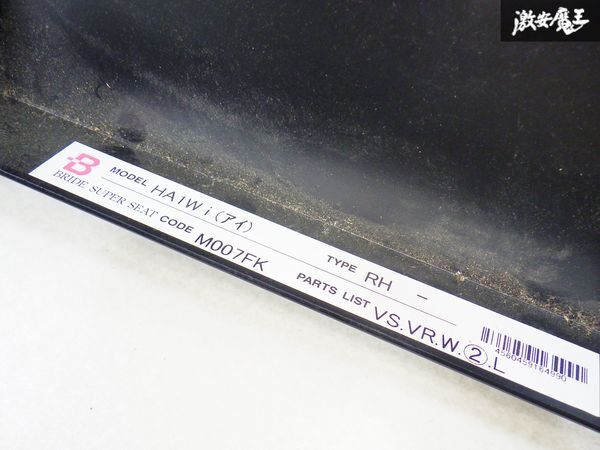 激安魔王
B
BRIDE SUPER SEAT
MODEL HA1W i (アイ)
TYPE RH -
CODE M007FK
PARTS LIST VS.VR.W.②.L
4560459164990